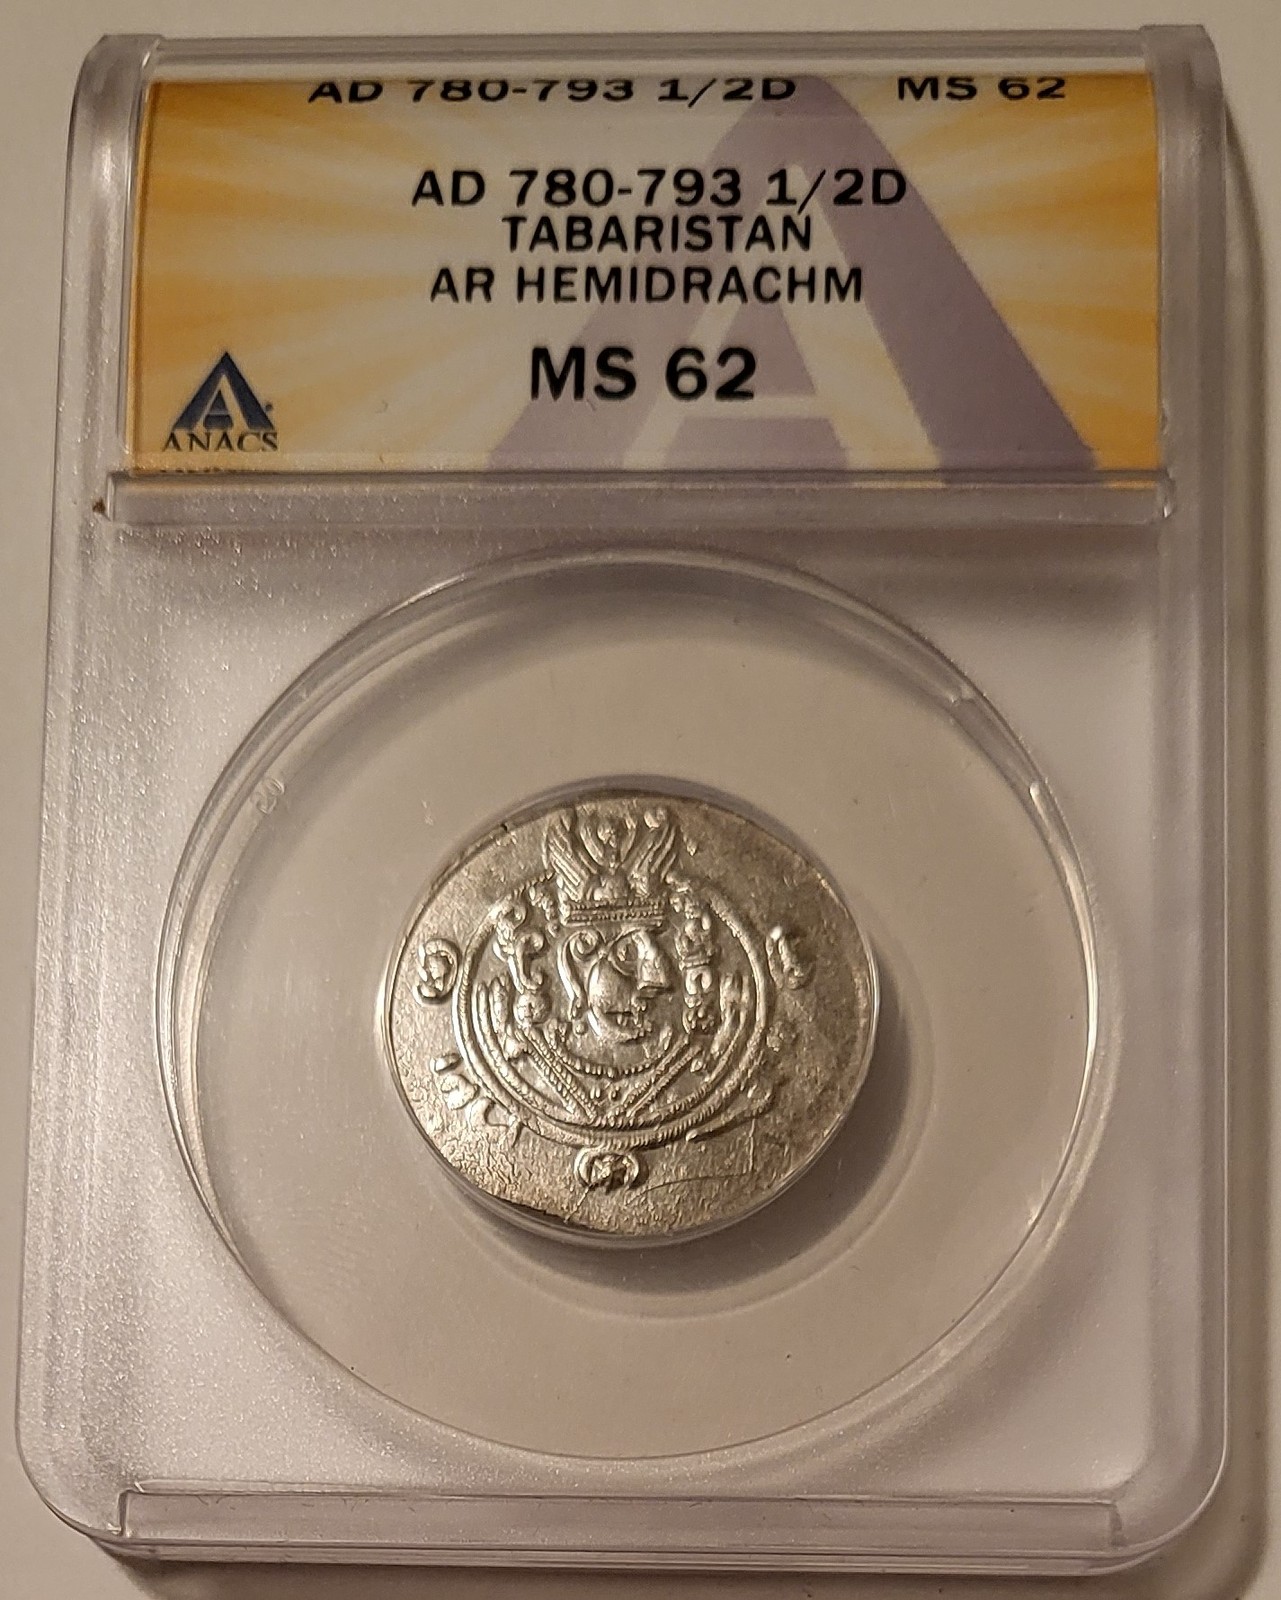 AD 780-793 1/2D MS 62
AD 780-793 1/2D
TABARISTAN
AR HEMIDRACHM
MS 62
ANACS